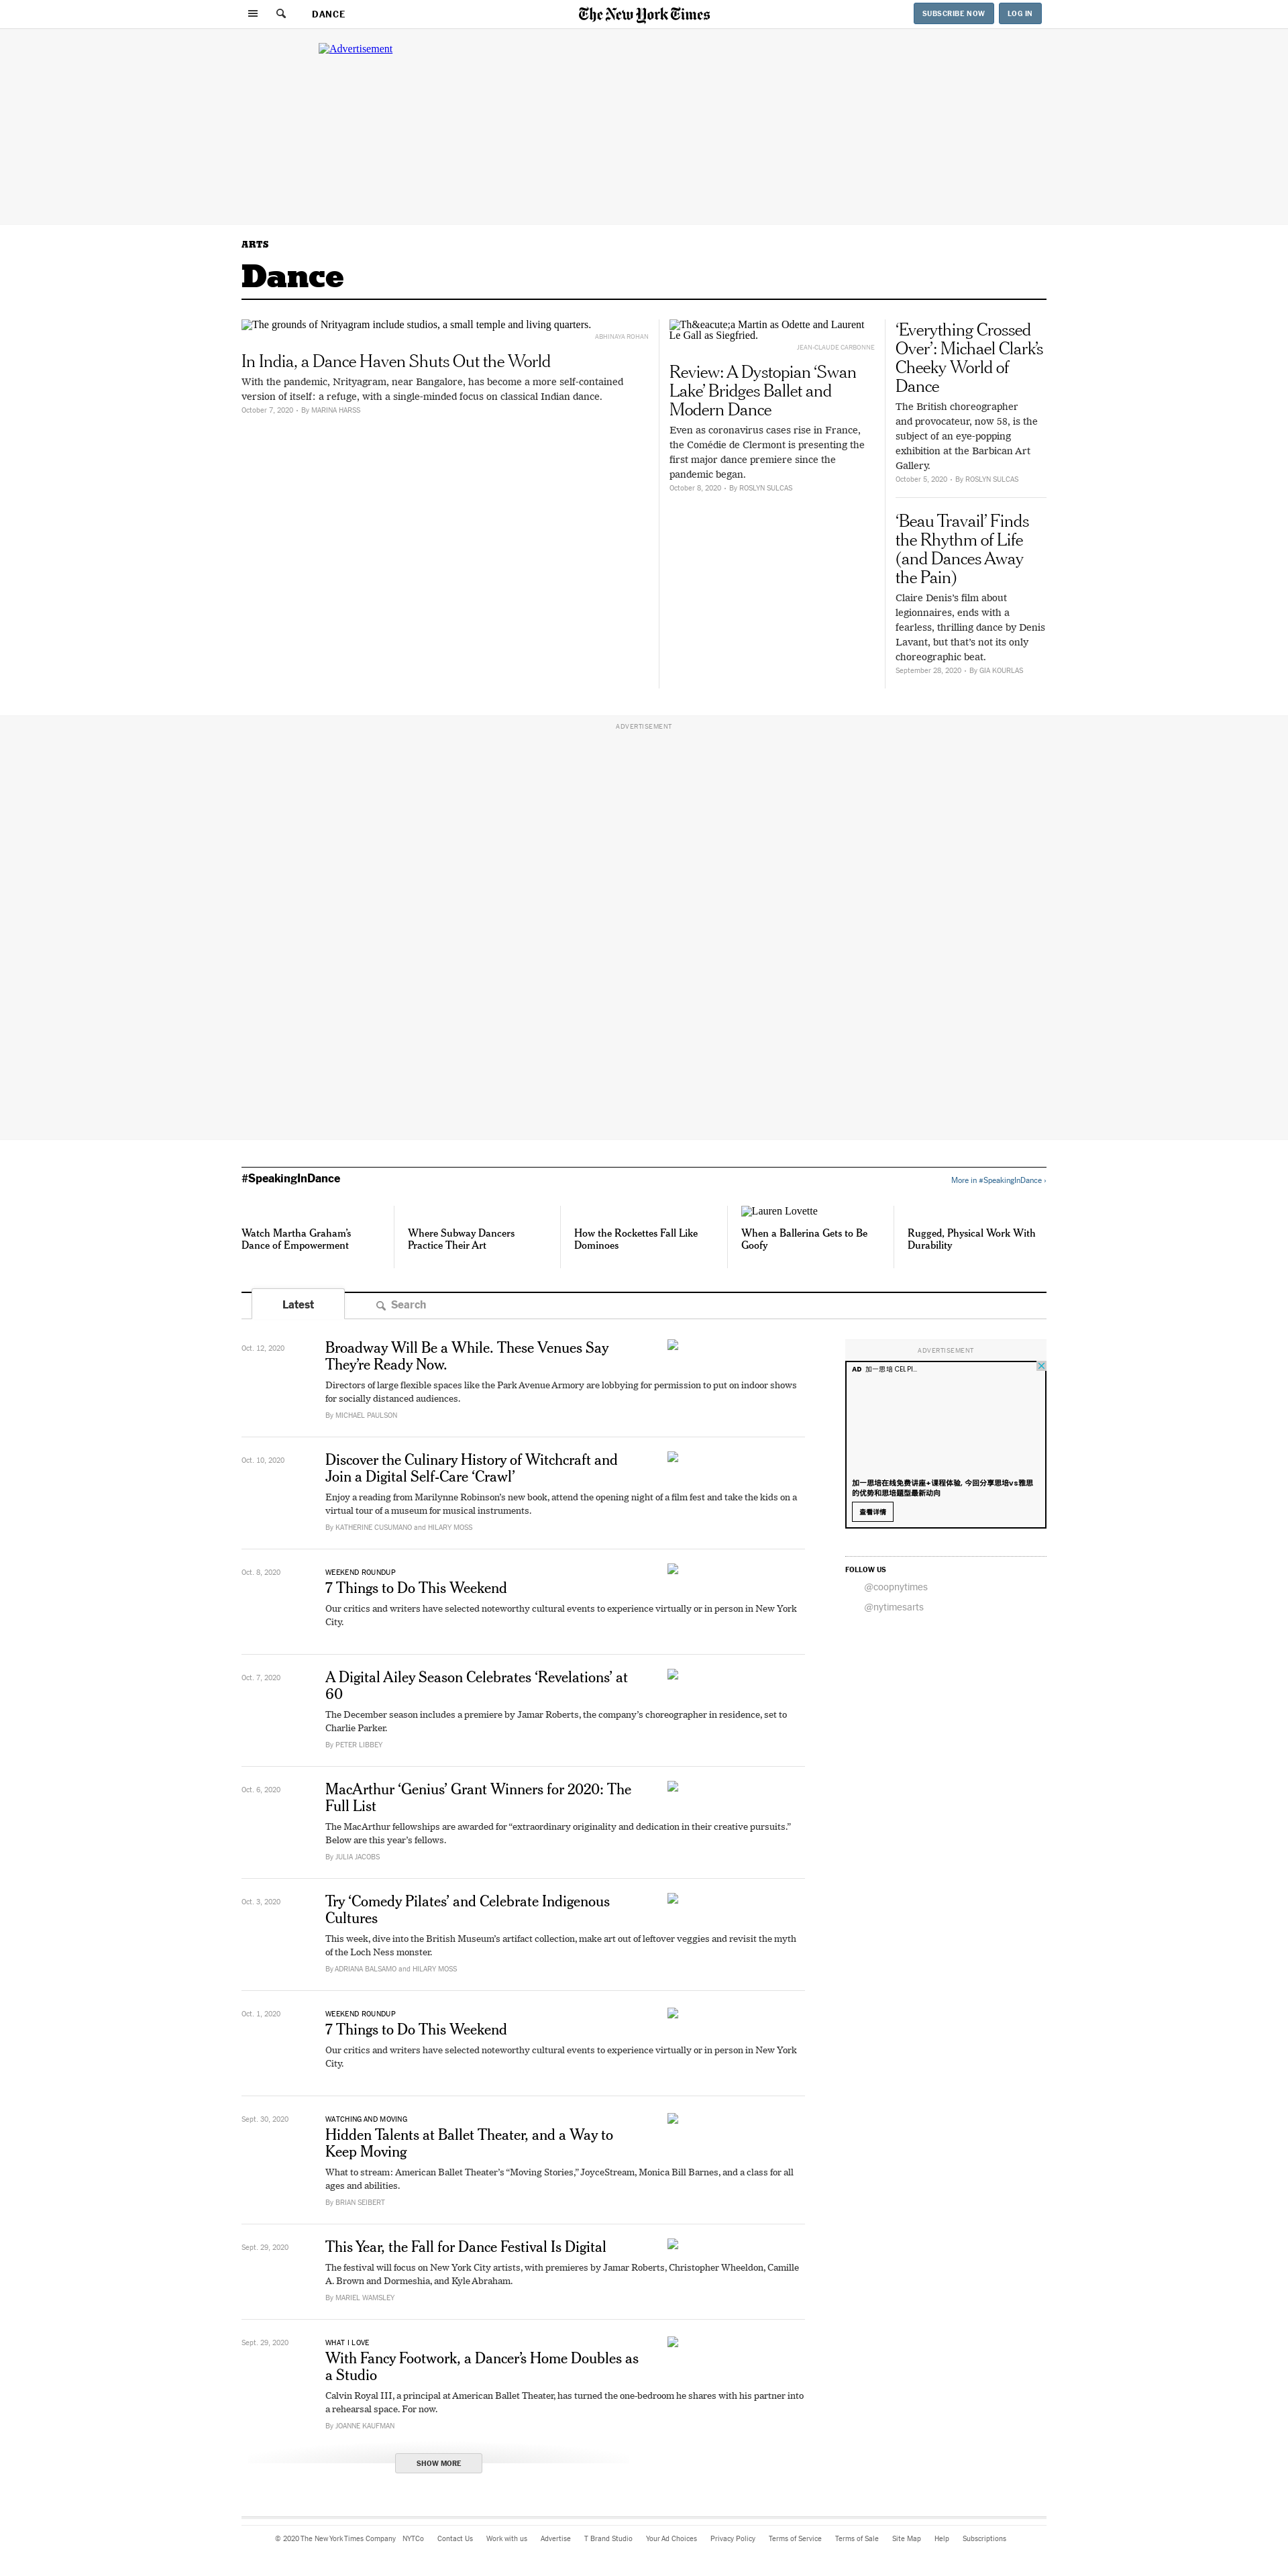 DANCE
The New York Times
SUBSCRIBE NOW
LOG IN
Advertisement
ARTS
Dance
The grounds of Nrityagram include studios, a small temple and living quarters.
ABHINAYA ROHAN
In India, a Dance Haven Shuts Out the World
With the pandemic, Nrityagram, near Bangalore, has become a more self-contained
version of itself: a refuge, with a single-minded focus on classical Indian dance.
October 7, 2020 • By MARINA HARSS
Th&eacute;a Martin as Odette and Laurent
Le Gall as Siegfried.
JEAN-CLAUDE CARBONNE
Review: A Dystopian ‘Swan
Lake’ Bridges Ballet and
Modern Dance
Even as coronavirus cases rise in France,
the Comédie de Clermont is presenting the
first major dance premiere since the
pandemic began.
October 8, 2020 • By ROSLYN SULCAS
‘Everything Crossed
Over’: Michael Clark’s
Cheeky World of
Dance
The British choreographer
and provocateur, now 58, is the
subject of an eye-popping
exhibition at the Barbican Art
Gallery.
October 5, 2020 • By ROSLYN SULCAS
‘Beau Travail’ Finds
the Rhythm of Life
(and Dances Away
the Pain)
Claire Denis’s film about
legionnaires, ends with a
fearless, thrilling dance by Denis
Lavant, but that’s not its only
choreographic beat.
September 28, 2020 • By GIA KOURLAS
ADVERTISEMENT
#SpeakingInDance
More in #SpeakingInDance ›
Watch Martha Graham’s
Dance of Empowerment
Where Subway Dancers
Practice Their Art
How the Rockettes Fall Like
Dominoes
Lauren Lovette
When a Ballerina Gets to Be
Goofy
Rugged, Physical Work With
Durability
Latest
Search
Oct. 12, 2020
Broadway Will Be a While. These Venues Say
They’re Ready Now.
Directors of large flexible spaces like the Park Avenue Armory are lobbying for permission to put on indoor shows
for socially distanced audiences.
By MICHAEL PAULSON
Oct. 10, 2020
Discover the Culinary History of Witchcraft and
Join a Digital Self-Care ‘Crawl’
Enjoy a reading from Marilynne Robinson’s new book, attend the opening night of a film fest and take the kids on a
virtual tour of a museum for musical instruments.
By KATHERINE CUSUMANO and HILARY MOSS
Oct. 8, 2020
WEEKEND ROUNDUP
7 Things to Do This Weekend
Our critics and writers have selected noteworthy cultural events to experience virtually or in person in New York
City.
Oct. 7, 2020
A Digital Ailey Season Celebrates ‘Revelations’ at
60
The December season includes a premiere by Jamar Roberts, the company’s choreographer in residence, set to
Charlie Parker.
By PETER LIBBEY
Oct. 6, 2020
MacArthur ‘Genius’ Grant Winners for 2020: The
Full List
The MacArthur fellowships are awarded for “extraordinary originality and dedication in their creative pursuits.”
Below are this year’s fellows.
By JULIA JACOBS
Oct. 3, 2020
Try ‘Comedy Pilates’ and Celebrate Indigenous
Cultures
This week, dive into the British Museum’s artifact collection, make art out of leftover veggies and revisit the myth
of the Loch Ness monster.
By ADRIANA BALSAMO and HILARY MOSS
Oct. 1, 2020
WEEKEND ROUNDUP
7 Things to Do This Weekend
Our critics and writers have selected noteworthy cultural events to experience virtually or in person in New York
City.
Sept. 30, 2020
WATCHING AND MOVING
Hidden Talents at Ballet Theater, and a Way to
Keep Moving
What to stream: American Ballet Theater’s “Moving Stories,” JoyceStream, Monica Bill Barnes, and a class for all
ages and abilities.
By BRIAN SEIBERT
Sept. 29, 2020
This Year, the Fall for Dance Festival Is Digital
The festival will focus on New York City artists, with premieres by Jamar Roberts, Christopher Wheeldon, Camille
A. Brown and Dormeshia, and Kyle Abraham.
By MARIEL WAMSLEY
Sept. 29, 2020
WHAT I LOVE
With Fancy Footwork, a Dancer’s Home Doubles as
a Studio
Calvin Royal III, a principal at American Ballet Theater, has turned the one-bedroom he shares with his partner into
a rehearsal space. For now.
By JOANNE KAUFMAN
SHOW MORE
ADVERTISEMENT
AD 加一思培 CELPI..
加一思培在线免费讲座+课程体验, 今回分享思培vs雅思
的优势和思培题型最新动向
查看详情
FOLLOW US
@coopnytimes
@nytimesarts
© 2020 The New York Times Company NYTCo Contact Us Work with us Advertise T Brand Studio Your Ad Choices Privacy Policy Terms of Service Terms of Sale Site Map Help Subscriptions